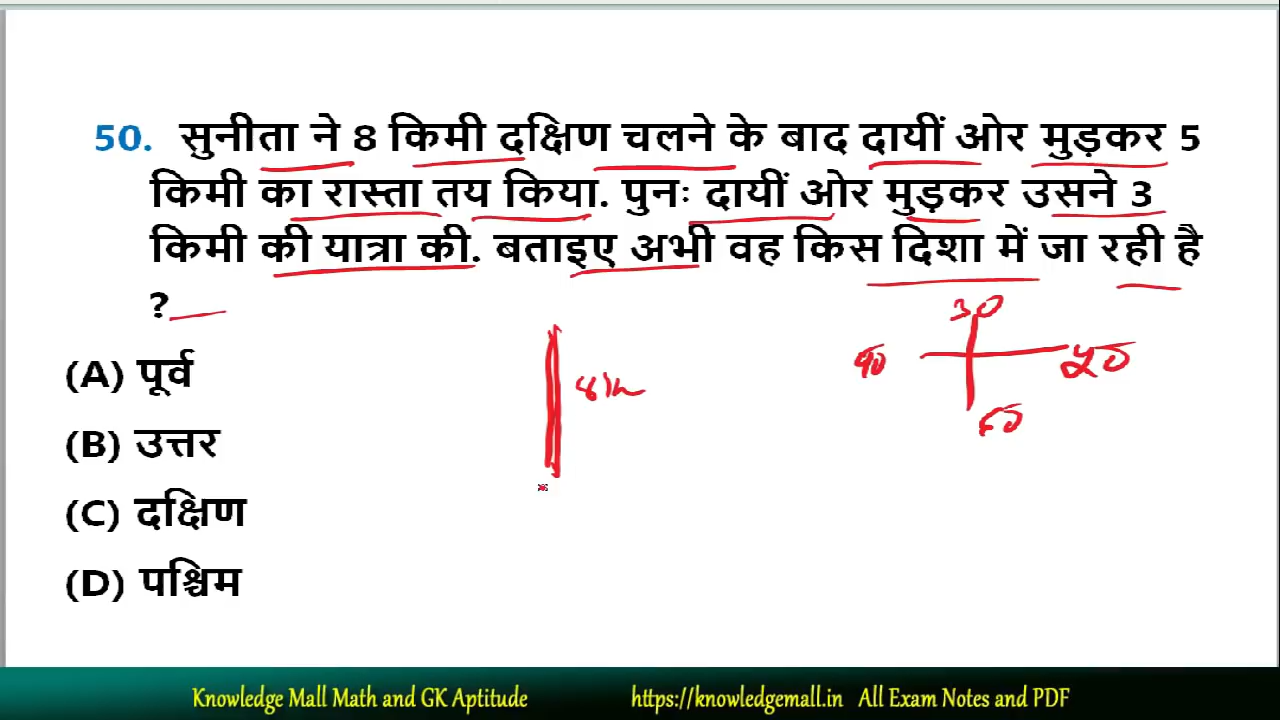 50. सुनीता ने 8 किमी दक्षिण चलने के बाद दायीं ओर मुड़कर 5
किमी का रास्ता तय किया. पुनः दायीं ओर मुड़कर उसने 3
किमी की यात्रा की. बताइए अभी वह किस दिशा में जा रही है
?
(A) पूर्व
(B) उत्तर
(C) दक्षिण
(D) पश्चिम
Knowledge Mall Math and GK Aptitude https://knowledgemall.in All Exam Notes and PDF